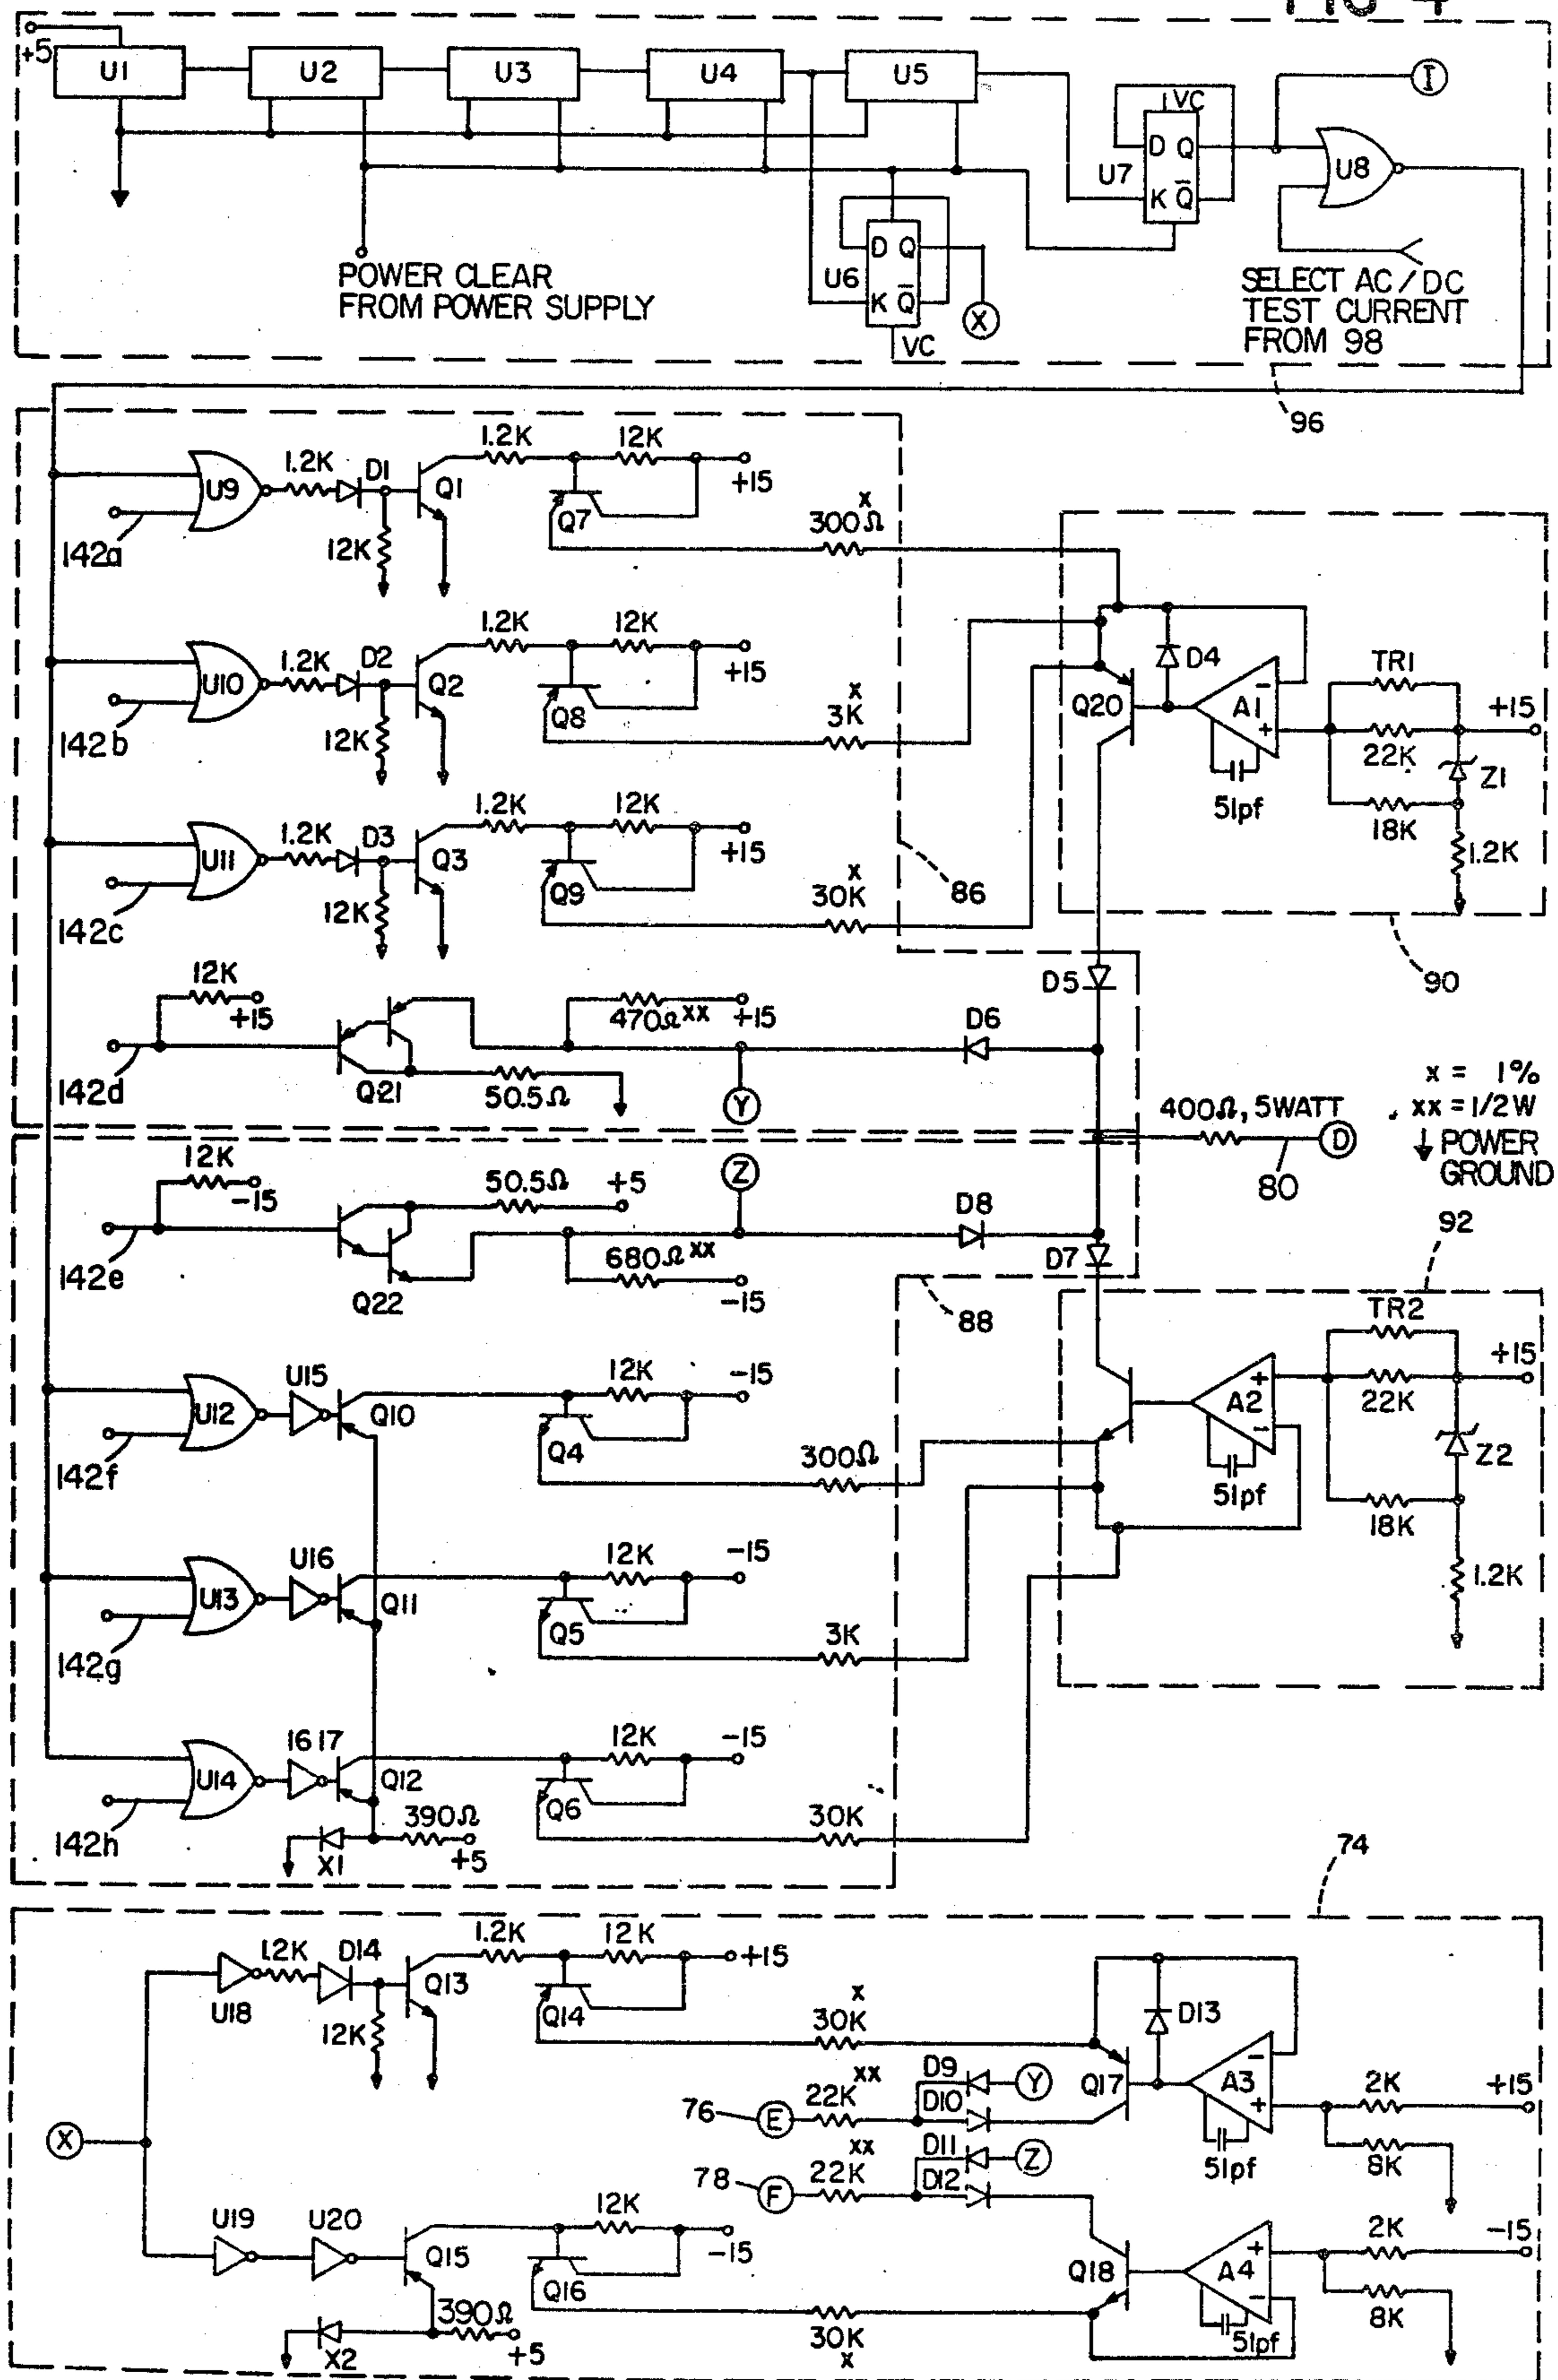 FIG 4
+5
U1 U2 U3 U4 U5
I
VC
D Q
U7
K Q̅
U8
D Q
U6
K Q̅
VC
X
POWER CLEAR
FROM POWER SUPPLY
SELECT AC/DC
TEST CURRENT
FROM 98
96
1.2K D1 Q1 1.2K 12K
U9
+15
Q7
142a
12K
x
300Ω
1.2K D2 Q2 1.2K 12K
U10
+15
Q8
142b
12K
x
3K
Q20 D4 A1 - +
TR1
+15
22K
Z1
51pf
18K
1.2K
1.2K D3 Q3 1.2K 12K
U11
+15
Q9
142c
12K
x
30K
86
90
12K
+15
142d
Q21
470Ω xx +15
50.5Ω
Y
D6
D5
x = 1%
xx = 1/2W
POWER
GROUND
400Ω, 5WATT
D
80
12K
-15
142e
Q22
50.5Ω +5
Z
680Ω xx
-15
D8
D7
88
92
TR2
+15
A2 + -
22K
Z2
51pf
18K
1.2K
U12 U15 Q10 12K -15
Q4
142f
300Ω
U13 U16 Q11 12K -15
Q5
142g
3K
U14 16 17 Q12 12K -15
Q6
142h
390Ω
X1
+5
30K
74
U18 1.2K D14 Q13 1.2K 12K +15
Q14
12K
x
30K
D13
Q17 A3 - +
2K +15
51pf
8K
X
76 E 22K xx D9 Y
D10
78 F 22K xx D11 Z
D12
U19 U20 Q15 12K -15
Q16
390Ω
X2
+5
30K
x
Q18 A4 + -
2K -15
51pf
8K